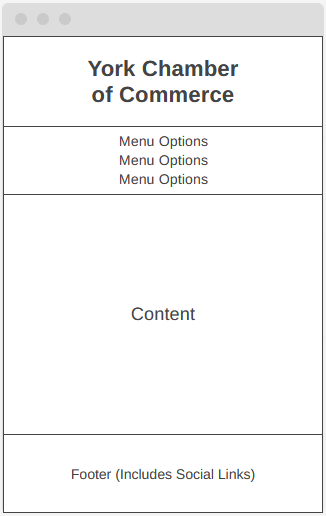 York Chamber
of Commerce
Menu Options
Menu Options
Menu Options
Content
Footer (Includes Social Links)